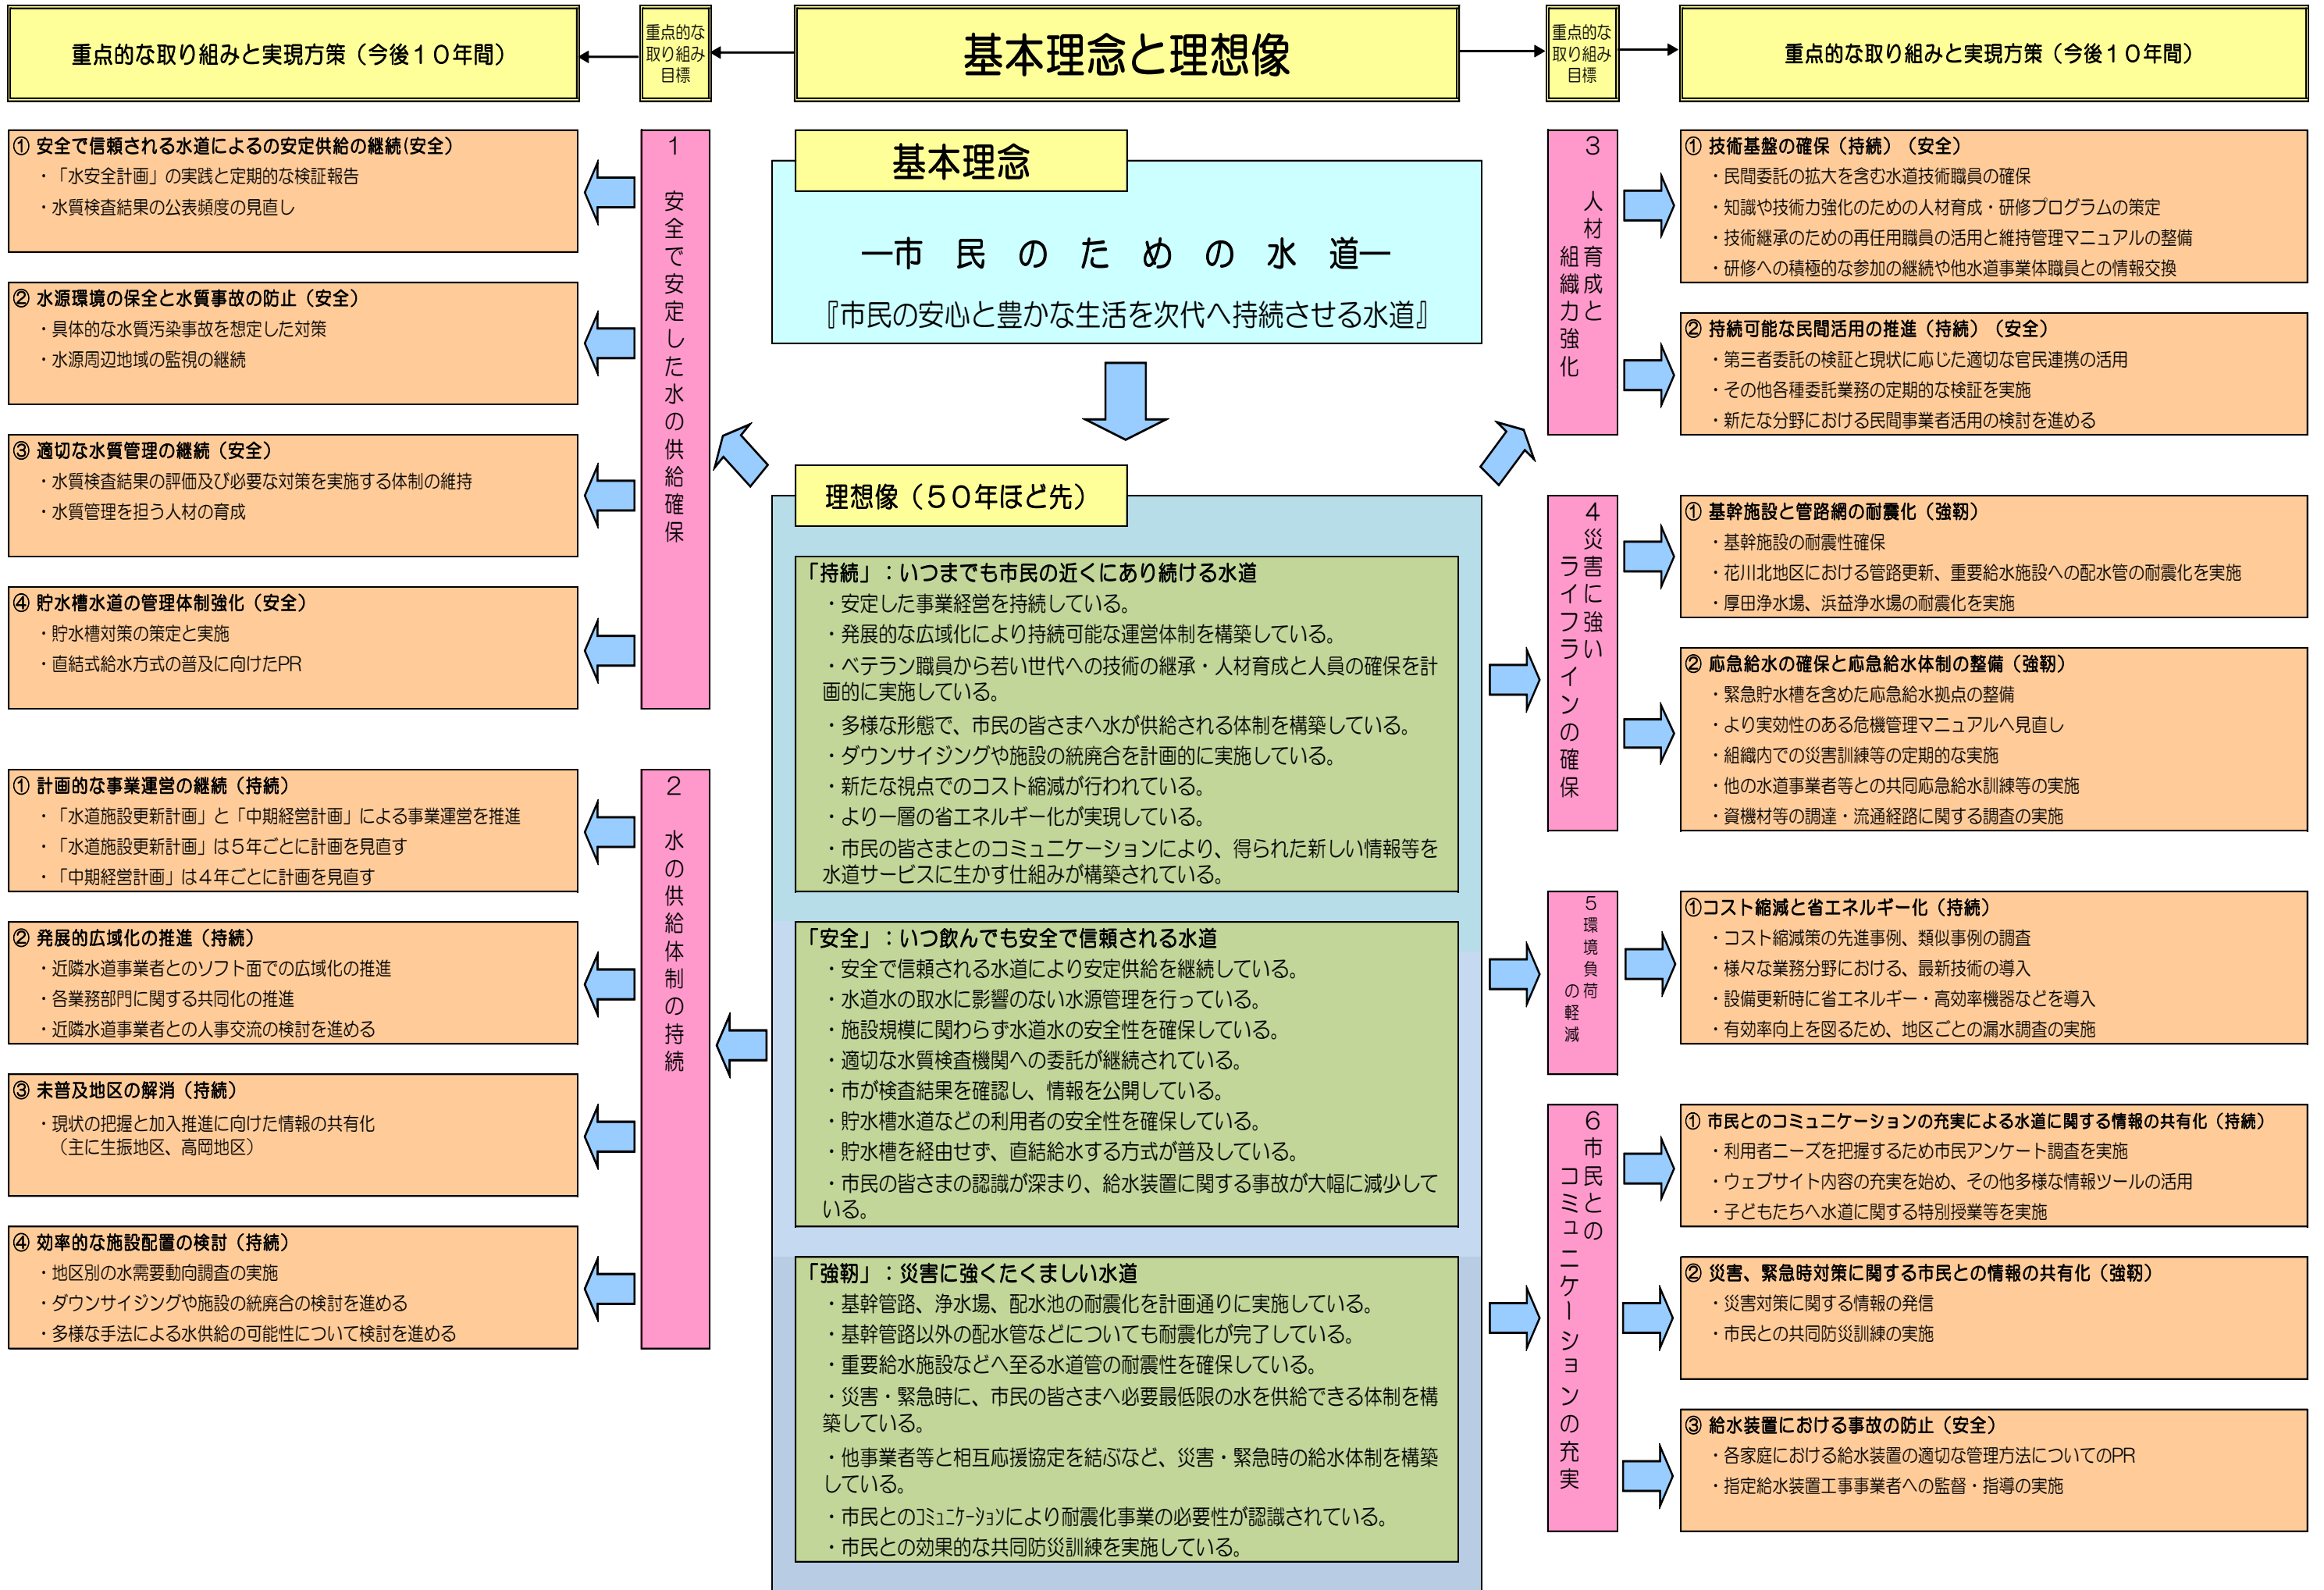 重点的な取り組みと実現方策（今後１０年間）
重点的な
取り組み
目標
基本理念と理想像
重点的な
取り組み
目標
重点的な取り組みと実現方策（今後１０年間）
１　安全で安定した水の供給確保
① 安全で信頼される水道によるの安定供給の継続(安全）
・「水安全計画」の実践と定期的な検証報告
・水質検査結果の公表頻度の見直し
② 水源環境の保全と水質事故の防止（安全）
・具体的な水質汚染事故を想定した対策
・水源周辺地域の監視の継続
③ 適切な水質管理の継続（安全）
・水質検査結果の評価及び必要な対策を実施する体制の維持
・水質管理を担う人材の育成
④ 貯水槽水道の管理体制強化（安全）
・貯水槽対策の策定と実施
・直結式給水方式の普及に向けたPR
２　水の供給体制の持続
① 計画的な事業運営の継続（持続）
・「水道施設更新計画」と「中期経営計画」による事業運営を推進
・「水道施設更新計画」は５年ごとに計画を見直す
・「中期経営計画」は４年ごとに計画を見直す
② 発展的広域化の推進（持続）
・近隣水道事業者とのソフト面での広域化の推進
・各業務部門に関する共同化の推進
・近隣水道事業者との人事交流の検討を進める
③ 未普及地区の解消（持続）
・現状の把握と加入推進に向けた情報の共有化
（主に生振地区、高岡地区）
④ 効率的な施設配置の検討（持続）
・地区別の水需要動向調査の実施
・ダウンサイジングや施設の統廃合の検討を進める
・多様な手法による水供給の可能性について検討を進める
基本理念
―市　民　の　た　め　の　水　道―
『市民の安心と豊かな生活を次代へ持続させる水道』
理想像（５０年ほど先）
「持続」：いつまでも市民の近くにあり続ける水道
・安定した事業経営を持続している。
・発展的な広域化により持続可能な運営体制を構築している。
・ベテラン職員から若い世代への技術の継承・人材育成と人員の確保を計
画的に実施している。
・多様な形態で、市民の皆さまへ水が供給される体制を構築している。
・ダウンサイジングや施設の統廃合を計画的に実施している。
・新たな視点でのコスト縮減が行われている。
・より一層の省エネルギー化が実現している。
・市民の皆さまとのコミュニケーションにより、得られた新しい情報等を
水道サービスに生かす仕組みが構築されている。
「安全」：いつ飲んでも安全で信頼される水道
・安全で信頼される水道により安定供給を継続している。
・水道水の取水に影響のない水源管理を行っている。
・施設規模に関わらず水道水の安全性を確保している。
・適切な水質検査機関への委託が継続されている。
・市が検査結果を確認し、情報を公開している。
・貯水槽水道などの利用者の安全性を確保している。
・貯水槽を経由せず、直結給水する方式が普及している。
・市民の皆さまの認識が深まり、給水装置に関する事故が大幅に減少して
いる。
「強靭」：災害に強くたくましい水道
・基幹管路、浄水場、配水池の耐震化を計画通りに実施している。
・基幹管路以外の配水管などについても耐震化が完了している。
・重要給水施設などへ至る水道管の耐震性を確保している。
・災害・緊急時に、市民の皆さまへ必要最低限の水を供給できる体制を構
築している。
・他事業者等と相互応援協定を結ぶなど、災害・緊急時の給水体制を構築
している。
・市民とのｺﾐｭﾆｹｰｼｮﾝにより耐震化事業の必要性が認識されている。
・市民との効果的な共同防災訓練を実施している。
３　人材育成と
組織力強化
① 技術基盤の確保（持続）（安全）
・民間委託の拡大を含む水道技術職員の確保
・知識や技術力強化のための人材育成・研修プログラムの策定
・技術継承のための再任用職員の活用と維持管理マニュアルの整備
・研修への積極的な参加の継続や他水道事業体職員との情報交換
② 持続可能な民間活用の推進（持続）（安全）
・第三者委託の検証と現状に応じた適切な官民連携の活用
・その他各種委託業務の定期的な検証を実施
・新たな分野における民間事業者活用の検討を進める
４災害に強い
ライフラインの確保
① 基幹施設と管路網の耐震化（強靭）
・基幹施設の耐震性確保
・花川北地区における管路更新、重要給水施設への配水管の耐震化を実施
・厚田浄水場、浜益浄水場の耐震化を実施
② 応急給水の確保と応急給水体制の整備（強靭）
・緊急貯水槽を含めた応急給水拠点の整備
・より実効性のある危機管理マニュアルへ見直し
・組織内での災害訓練等の定期的な実施
・他の水道事業者等との共同応急給水訓練等の実施
・資機材等の調達・流通経路に関する調査の実施
５環境負荷
の軽減
①コスト縮減と省エネルギー化（持続）
・コスト縮減策の先進事例、類似事例の調査
・様々な業務分野における、最新技術の導入
・設備更新時に省エネルギー・高効率機器などを導入
・有効率向上を図るため、地区ごとの漏水調査の実施
６市民との
コミュニケーションの充実
① 市民とのコミュニケーションの充実による水道に関する情報の共有化（持続）
・利用者ニーズを把握するため市民アンケート調査を実施
・ウェブサイト内容の充実を始め、その他多様な情報ツールの活用
・子どもたちへ水道に関する特別授業等を実施
② 災害、緊急時対策に関する市民との情報の共有化（強靭）
・災害対策に関する情報の発信
・市民との共同防災訓練の実施
③ 給水装置における事故の防止（安全）
・各家庭における給水装置の適切な管理方法についてのPR
・指定給水装置工事事業者への監督・指導の実施